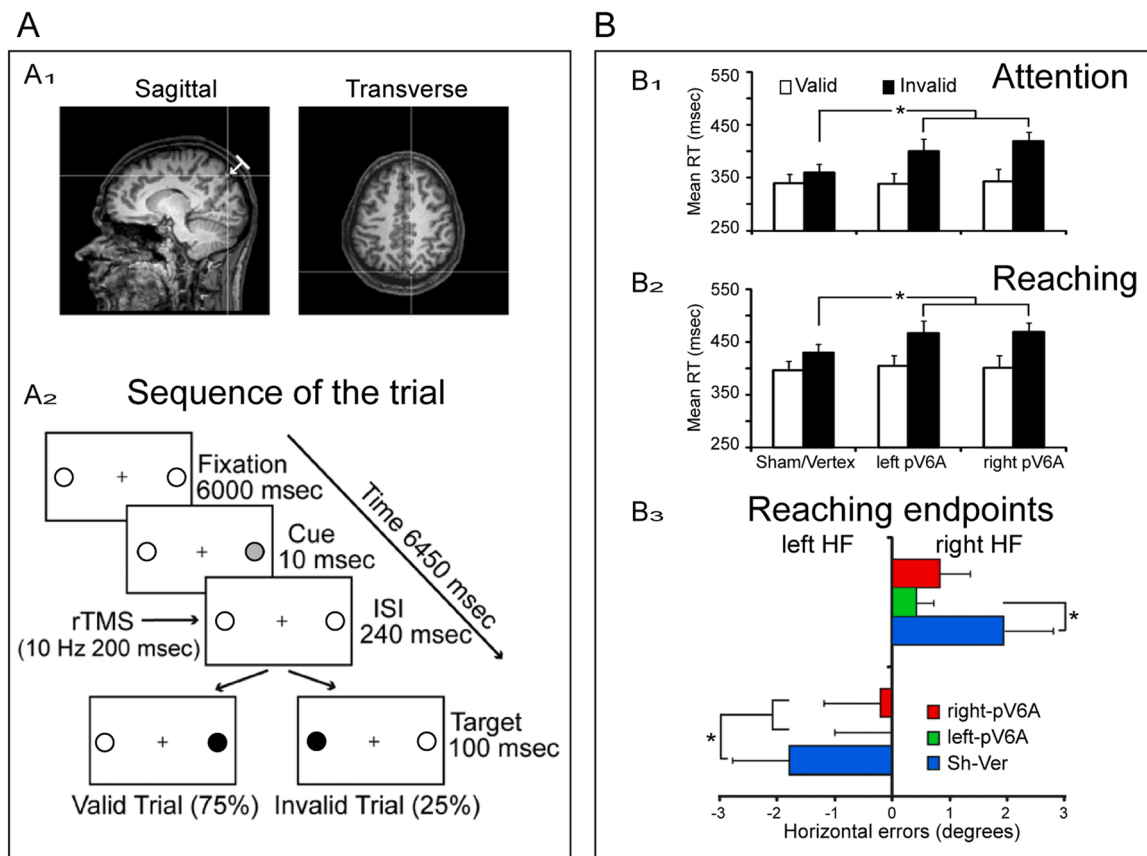 A
A1
Sagittal
Transverse
A2
Sequence of the trial
Fixation
6000 msec
Cue
10 msec
Time 6450 msec
rTMS
(10 Hz 200 msec)
ISI
240 msec
Target
100 msec
Valid Trial (75%)
Invalid Trial (25%)
B
B1
Attention
Valid
Invalid
*
Mean RT (msec)
550
450
350
250
B2
Reaching
*
Mean RT (msec)
550
450
350
250
Sham/Vertex
left pV6A
right pV6A
B3
Reaching endpoints
left HF
right HF
*
*
right-pV6A
left-pV6A
Sh-Ver
-3
-2
-1
0
1
2
3
Horizontal errors (degrees)